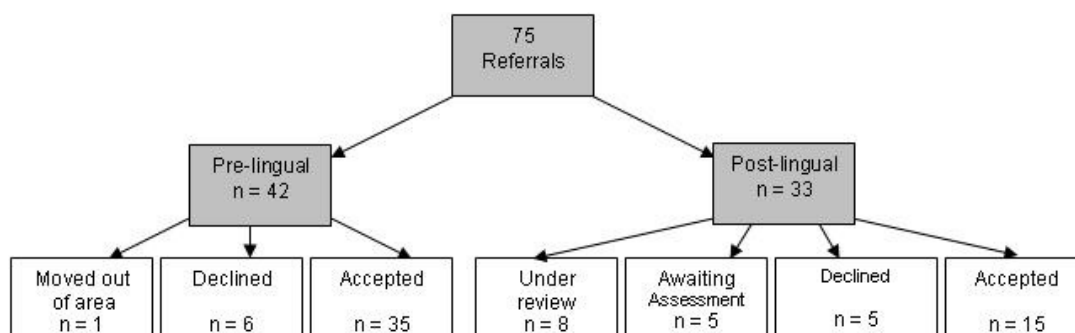 75
Referrals
Pre-lingual
n = 42
Post-lingual
n = 33
Moved out
of area
n = 1
Declined
n = 6
Accepted
n = 35
Under
review
n = 8
Awaiting
Assessment
n = 5
Declined
n = 5
Accepted
n = 15